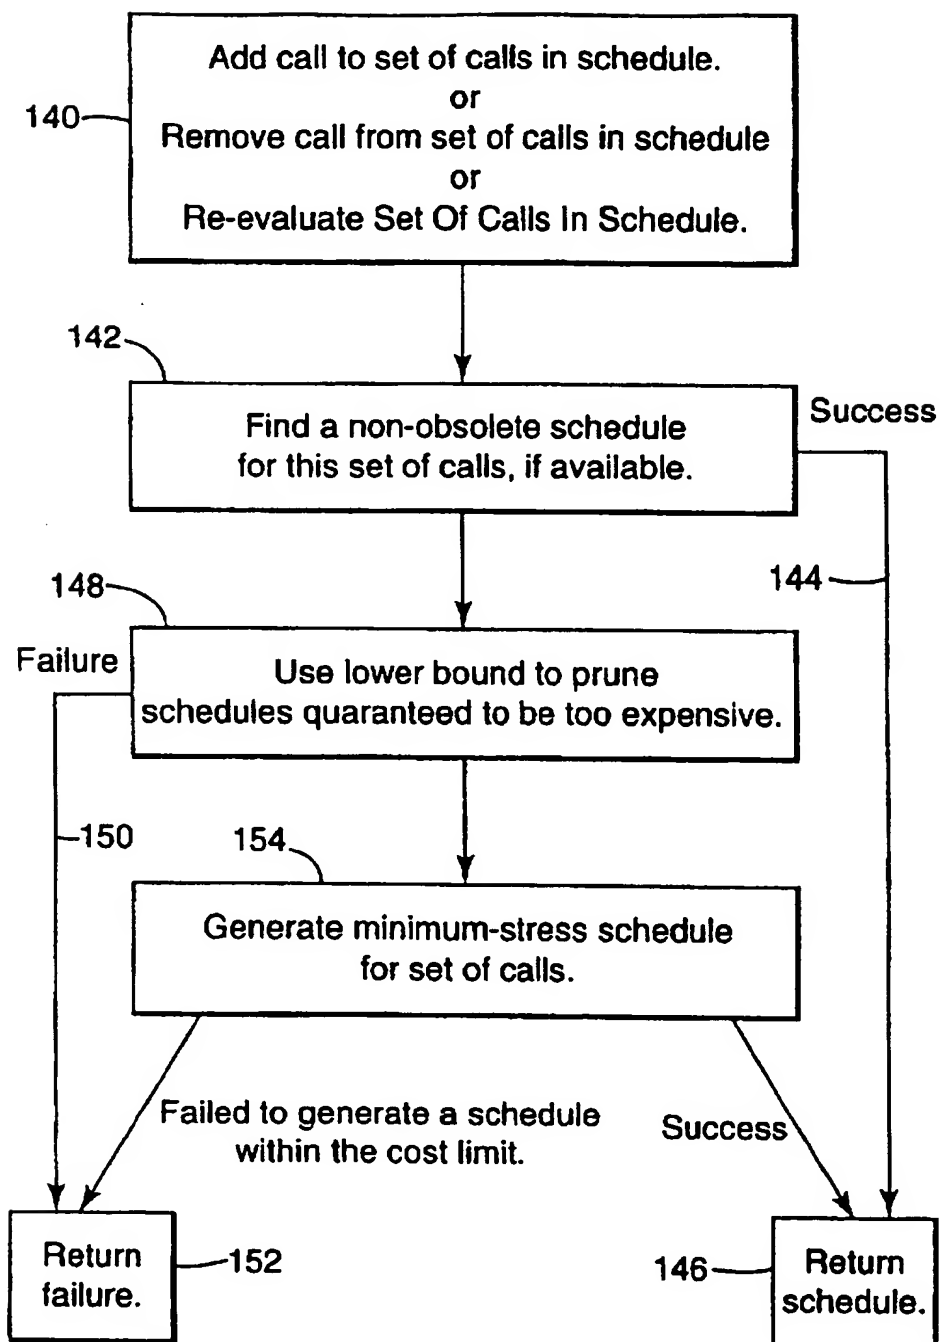 Add call to set of calls in schedule.
or
140
Remove call from set of calls in schedule
or
Re-evaluate Set Of Calls In Schedule.
142
Find a non-obsolete schedule
for this set of calls, if available.
Success
144
148
Failure
Use lower bound to prune
schedules quaranteed to be too expensive.
150
154
Generate minimum-stress schedule
for set of calls.
Failed to generate a schedule
within the cost limit.
Success
Return
failure.
152
146
Return
schedule.